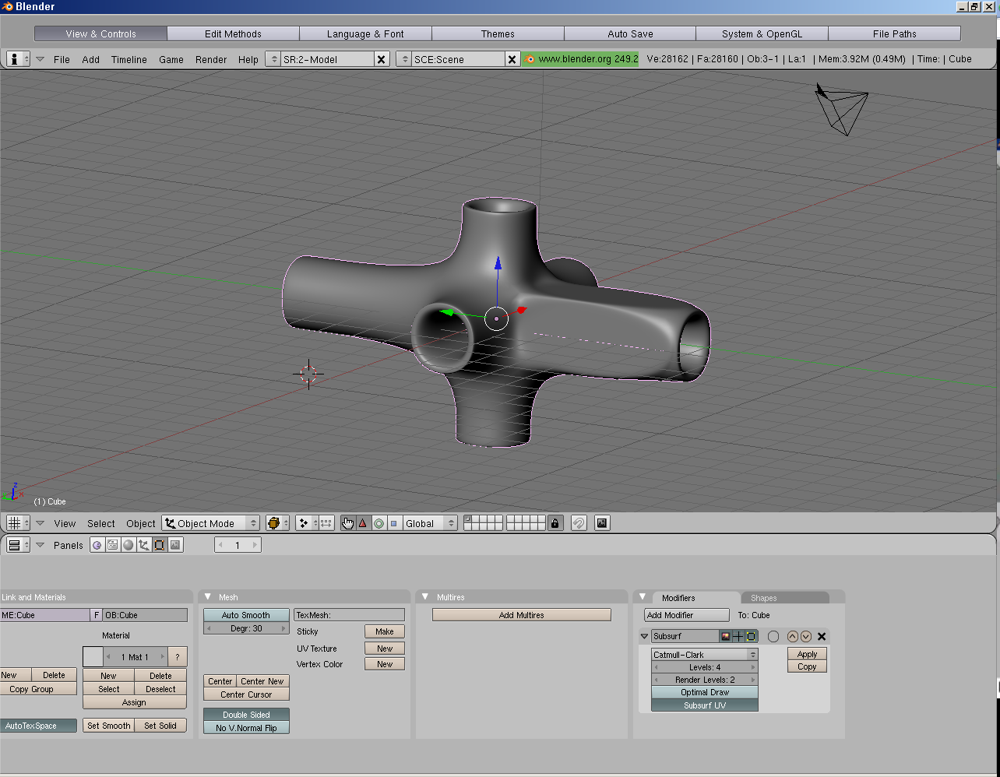 Blender
View & Controls Edit Methods Language & Font Themes Auto Save System & OpenGL File Paths
File Add Timeline Game Render Help SR:2-Model SCE:Scene www.blender.org 249.2 Ve:28162 | Fa:28160 | Ob:3-1 | La:1 | Mem:3.92M (0.49M) | Time: | Cube
z
x
(1) Cube
View Select Object Object Mode Global
Panels 1
Link and Materials
ME:Cube F OB:Cube
Material
1 Mat 1 ?
New Delete New Delete
Copy Group Select Deselect
Assign
AutoTexSpace Set Smooth Set Solid
Mesh
Auto Smooth TexMesh:
Degr: 30
Sticky Make
UV Texture New
Vertex Color New
Center Center New
Center Cursor
Double Sided
No V.Normal Flip
Multires
Add Multires
Modifiers Shapes
Add Modifier To: Cube
Subsurf
Catmull-Clark Apply
Levels: 4 Copy
Render Levels: 2
Optimal Draw
Subsurf UV